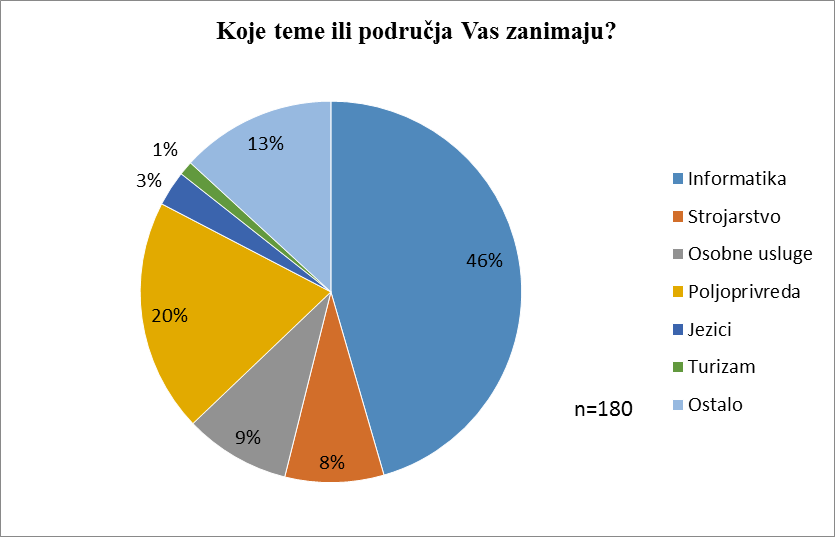 Koje teme ili područja Vas zanimaju?
13%
1%
3%
46%
20%
9%
8%
Informatika
Strojarstvo
Osobne usluge
Poljoprivreda
Jezici
Turizam
Ostalo
n=180